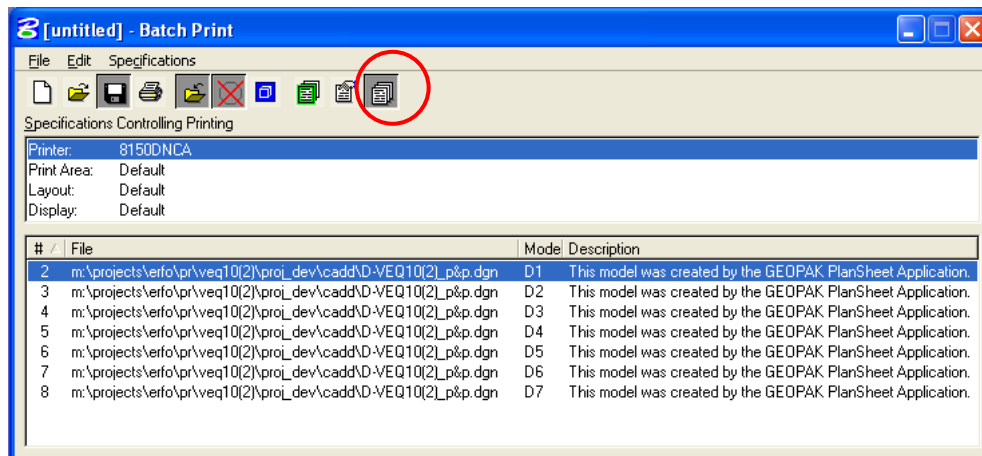 [untitled] - Batch Print
File Edit Specifications
Specifications Controlling Printing
Printer: 8150DNCA
Print Area: Default
Layout: Default
Display: Default
# File Mode Description
2 m:\projects\erfo\pr\veq10(2)\proj_dev\cadd\D-VEQ10(2)_p&p.dgn D1 This model was created by the GEOPAK PlanSheet Application.
3 m:\projects\erfo\pr\veq10(2)\proj_dev\cadd\D-VEQ10(2)_p&p.dgn D2 This model was created by the GEOPAK PlanSheet Application.
4 m:\projects\erfo\pr\veq10(2)\proj_dev\cadd\D-VEQ10(2)_p&p.dgn D3 This model was created by the GEOPAK PlanSheet Application.
5 m:\projects\erfo\pr\veq10(2)\proj_dev\cadd\D-VEQ10(2)_p&p.dgn D4 This model was created by the GEOPAK PlanSheet Application.
6 m:\projects\erfo\pr\veq10(2)\proj_dev\cadd\D-VEQ10(2)_p&p.dgn D5 This model was created by the GEOPAK PlanSheet Application.
7 m:\projects\erfo\pr\veq10(2)\proj_dev\cadd\D-VEQ10(2)_p&p.dgn D6 This model was created by the GEOPAK PlanSheet Application.
8 m:\projects\erfo\pr\veq10(2)\proj_dev\cadd\D-VEQ10(2)_p&p.dgn D7 This model was created by the GEOPAK PlanSheet Application.